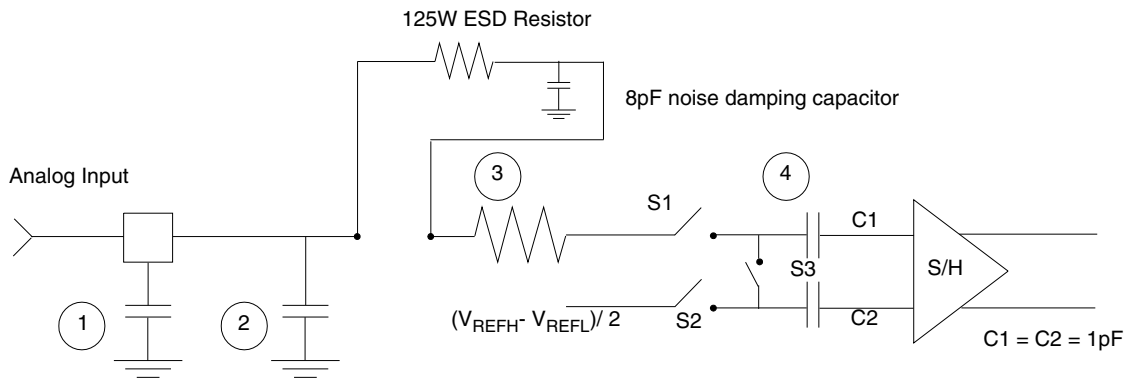 125W ESD Resistor
8pF noise damping capacitor
Analog Input
3
4
S1
C1
S/H
S3
1
2
(VREFH- VREFL)/ 2
S2
C2
C1 = C2 = 1pF